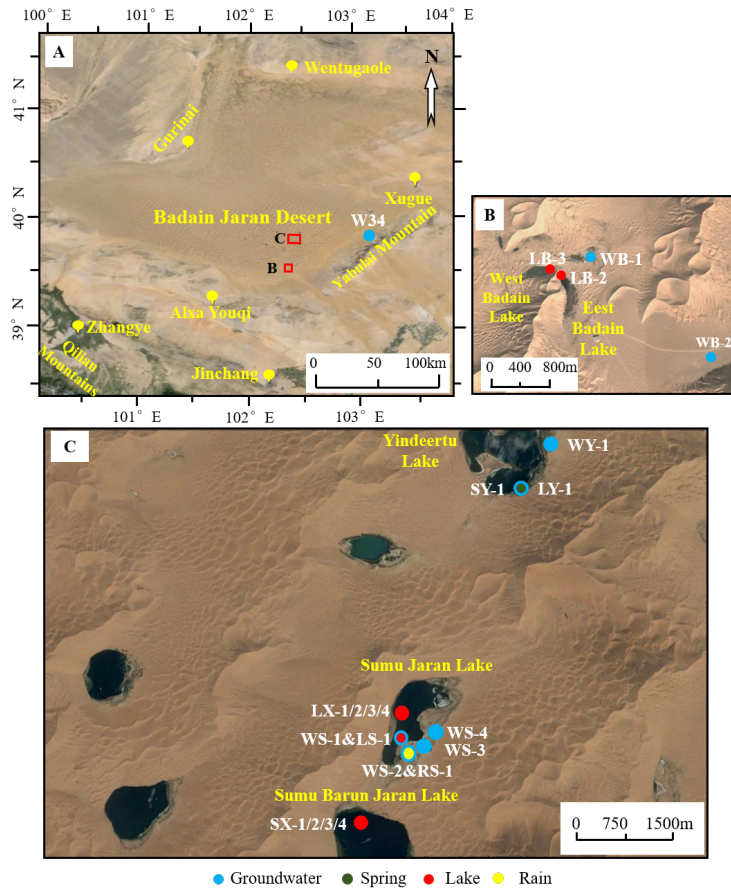 100° E 101° E 102° E 103° E 104° E
A
N
Wentugaole
41° N
Gurinai
Xugue
40° N
Badain Jaran Desert
W34
C
B
Yabulai Mountain
Alxa Youqi
39° N
Zhangye
Qilian
Mountains
Jinchang
0 50 100km
101° E 102° E 103° E
B
LB-3
WB-1
LB-2
West
Badain
Lake
Eest
Badain
Lake
WB-2
0 400 800m
C
Yindeertu
Lake
WY-1
SY-1 LY-1
Sumu Jaran Lake
LX-1/2/3/4
WS-4
WS-1&LS-1
WS-3
WS-2&RS-1
Sumu Barun Jaran Lake
SX-1/2/3/4
0 750 1500m
Groundwater Spring Lake Rain